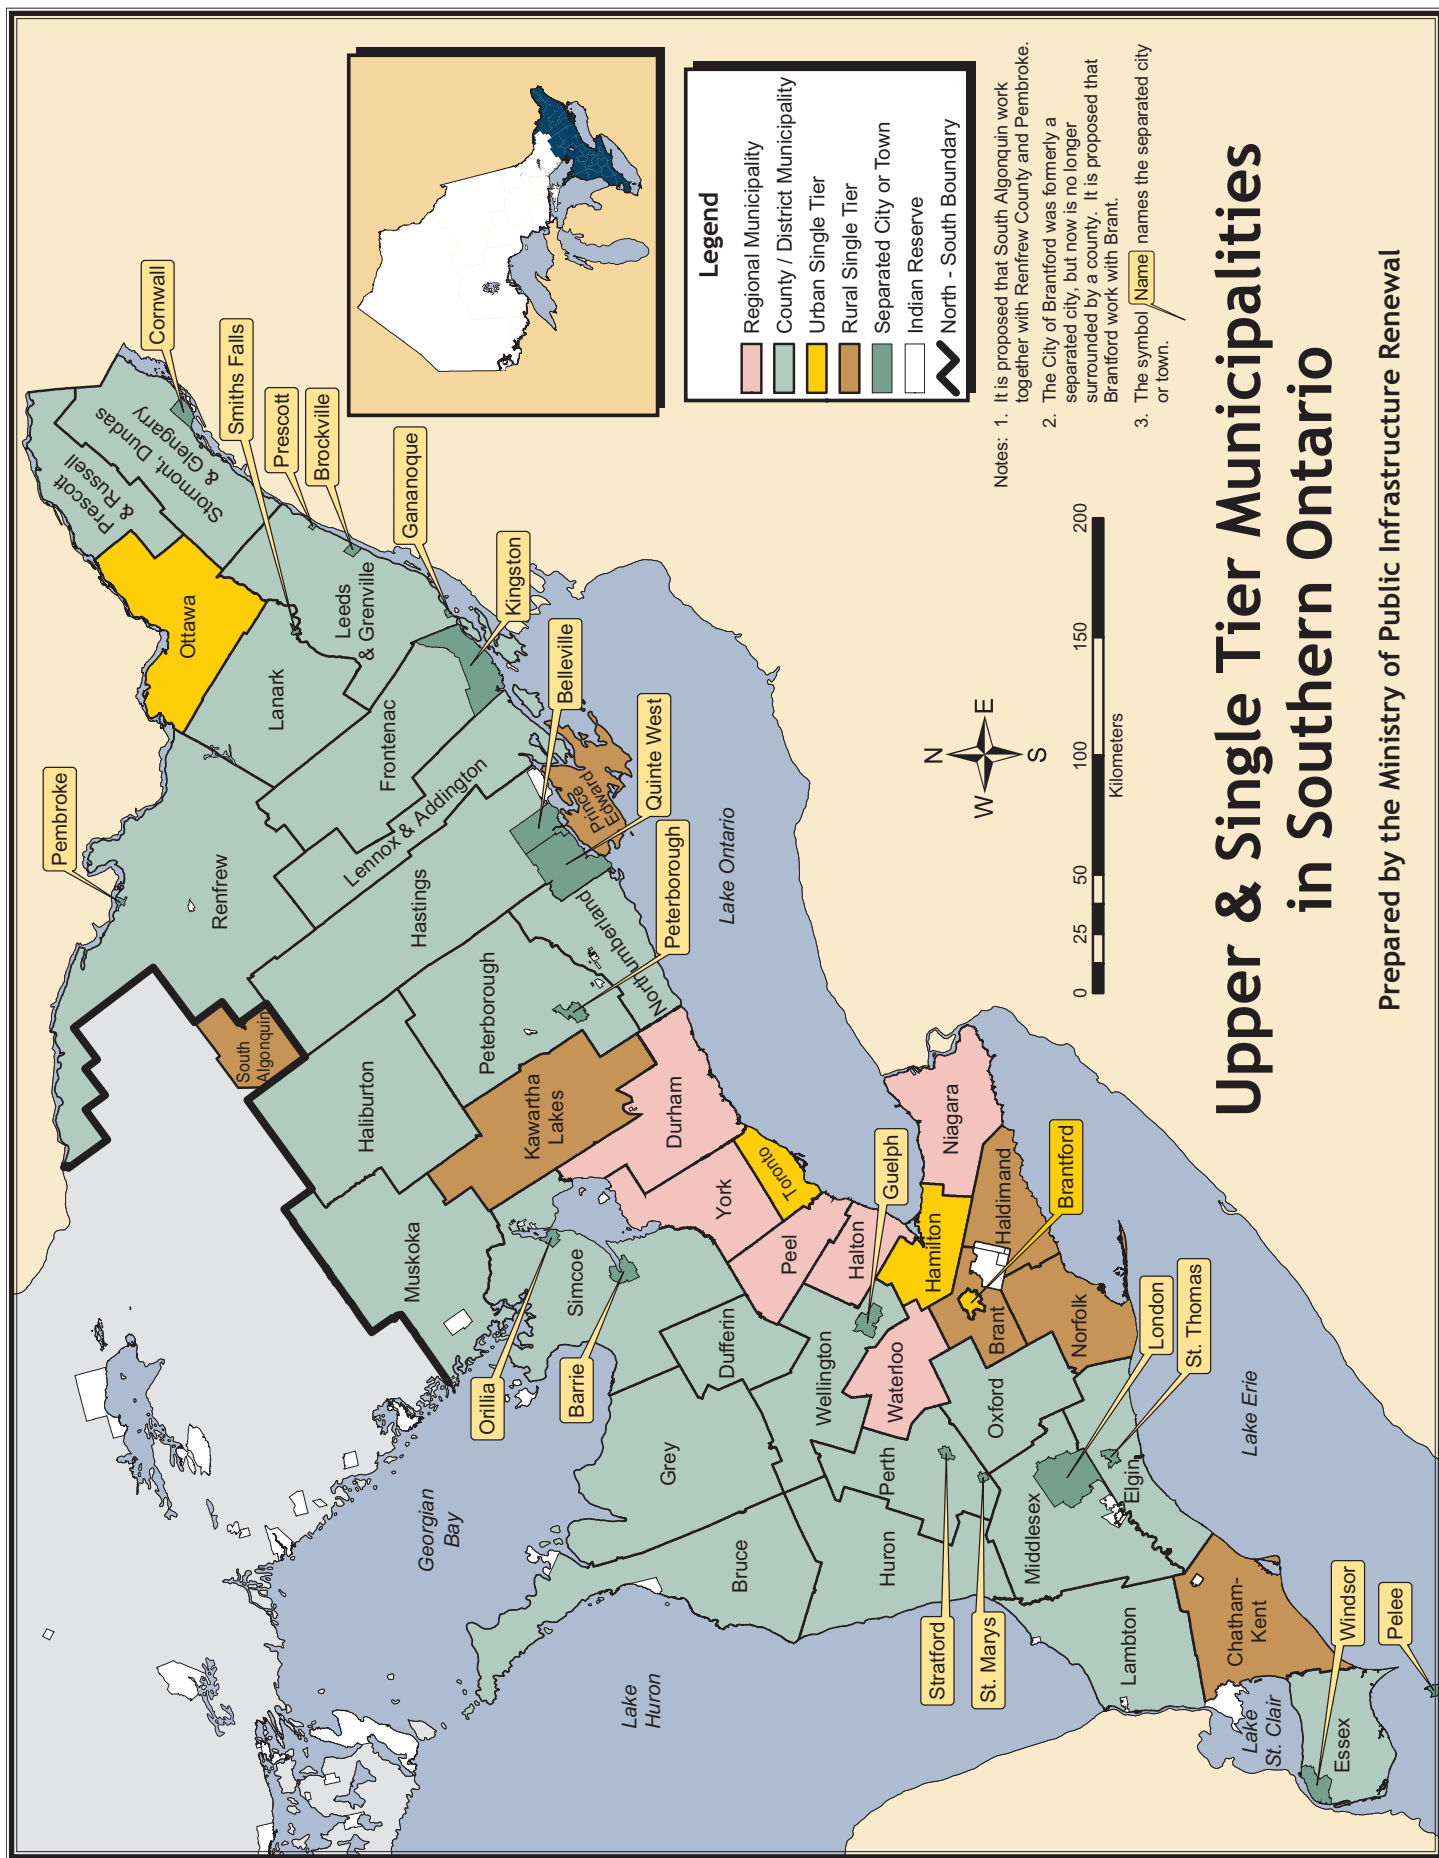 Upper & Single Tier Municipalities
in Southern Ontario
Prepared by the Ministry of Public Infrastructure Renewal
Legend
Regional Municipality
County / District Municipality
Urban Single Tier
Rural Single Tier
Separated City or Town
Indian Reserve
North - South Boundary
Notes: 1. It is proposed that South Algonquin work
together with Renfrew County and Pembroke.
2. The City of Brantford was formerly a
separated city, but now is no longer
surrounded by a county. It is proposed that
Brantford work with Brant.
3. The symbol Name names the separated city
or town.
N
W
E
S
0
25
50
100
150
200
Kilometers
Pembroke
Cornwall
Smiths Falls
Prescott
Brockville
Gananoque
Kingston
Belleville
Quinte West
Peterborough
Guelph
Brantford
London
St. Thomas
Orillia
Barrie
Stratford
St. Marys
Windsor
Pelee
Prescott
& Russell
Stormont, Dundas
& Glengarry
Ottawa
Leeds
& Grenville
Lanark
Frontenac
Renfrew
Lennox & Addington
Hastings
Prince
Edward
Northumberland
Peterborough
South
Algonquin
Haliburton
Kawartha
Lakes
Durham
York
Toronto
Peel
Halton
Muskoka
Simcoe
Dufferin
Niagara
Hamilton
Haldimand
Brant
Norfolk
Wellington
Waterloo
Oxford
Grey
Perth
Bruce
Huron
Middlesex
Elgin
Lambton
Chatham-
Kent
Essex
Lake Ontario
Lake Erie
Georgian
Bay
Lake
Huron
Lake
St. Clair